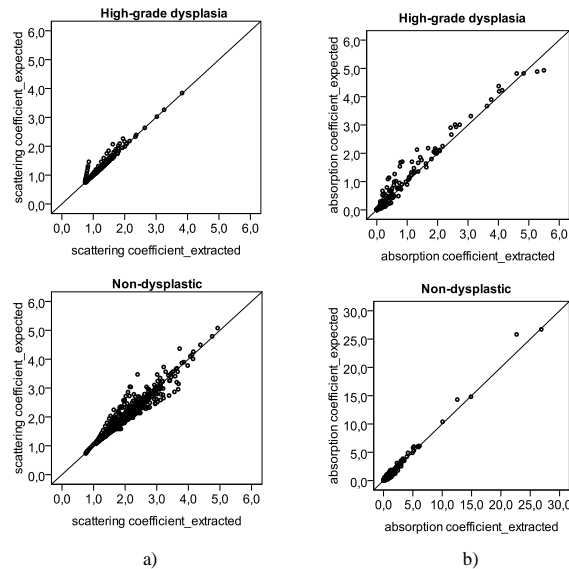 High-grade dysplasia
6,0
5,0
4,0
3,0
2,0
1,0
0,0
scattering coefficient_expected
0,0 1,0 2,0 3,0 4,0 5,0 6,0
scattering coefficient_extracted
High-grade dysplasia
6,0
5,0
4,0
3,0
2,0
1,0
0,0
absorption coefficient_expected
0,0 1,0 2,0 3,0 4,0 5,0 6,0
absorption coefficient_extracted
Non-dysplastic
6,0
5,0
4,0
3,0
2,0
1,0
0,0
scattering coefficient_expected
0,0 1,0 2,0 3,0 4,0 5,0 6,0
scattering coefficient_extracted
Non-dysplastic
30,0
25,0
20,0
15,0
10,0
5,0
0,0
absorption coefficient_expected
0,0 5,0 10,0 15,0 20,0 25,0 30,0
absorption coefficient_extracted
a) b)